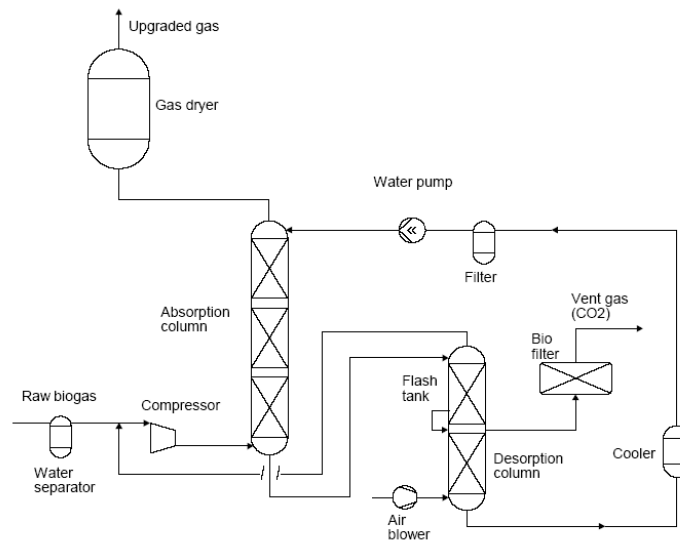 Upgraded gas
Gas dryer
Water pump
Filter
Vent gas
(CO2)
Absorption
column
Bio
filter
Flash
tank
Raw biogas
Compressor
Water
separator
Desorption
column
Cooler
Air
blower